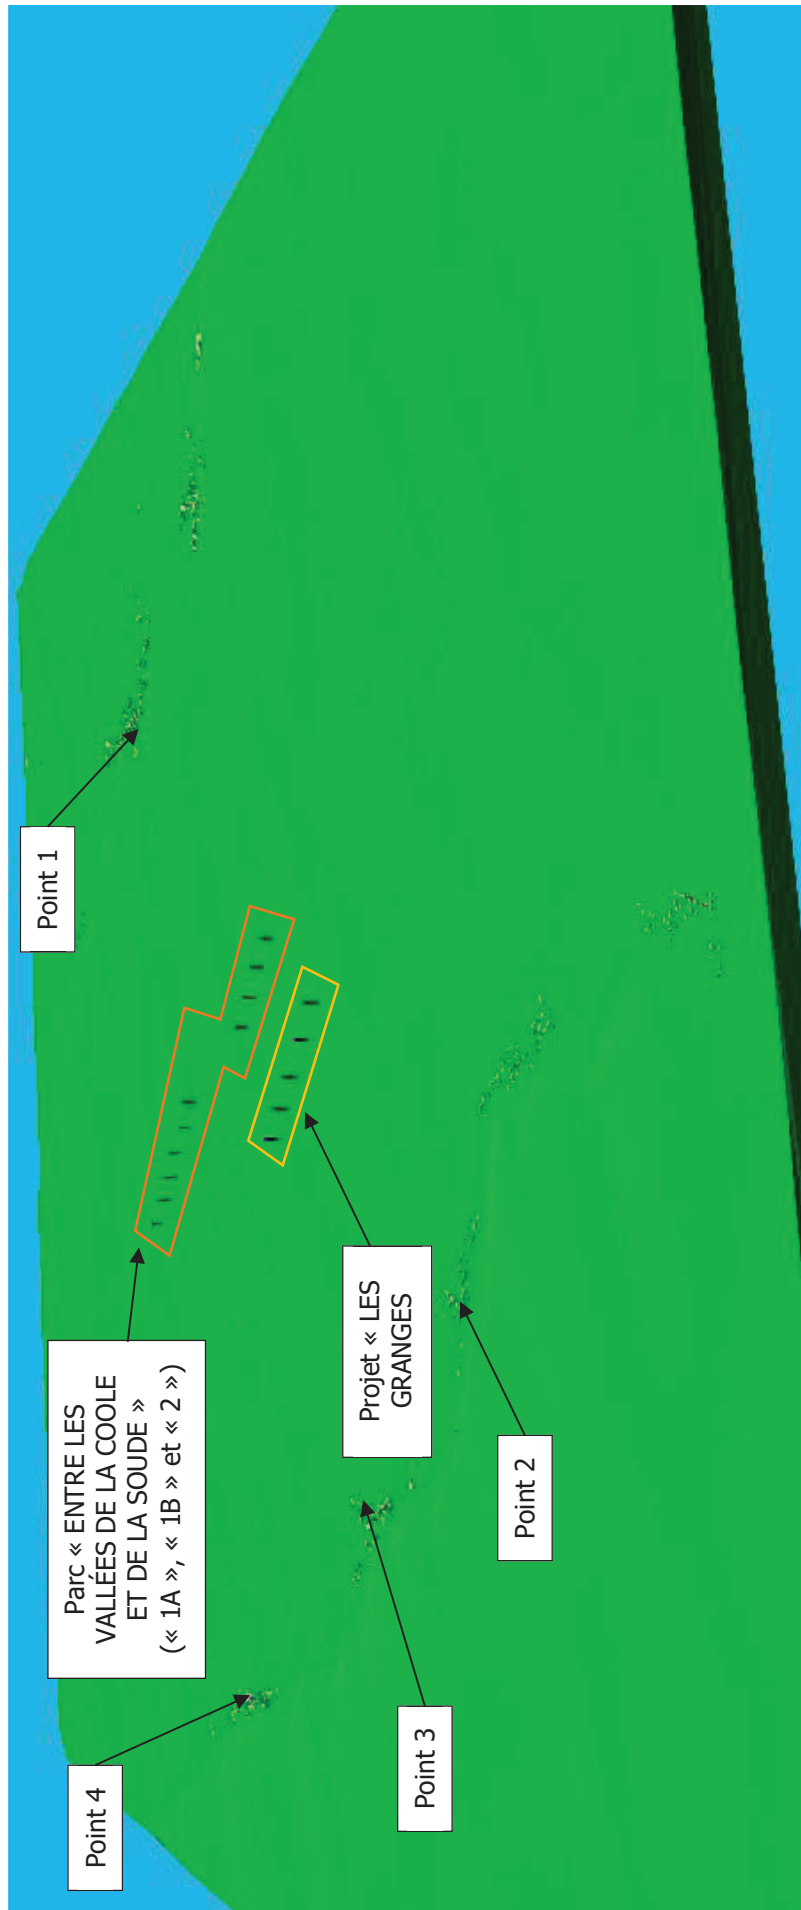 Point 4
Parc « ENTRE LES
VALLÉES DE LA COOLE
ET DE LA SOUDE »
(« 1A », « 1B » et « 2 »)
Point 1
Point 3
Projet « LES
GRANGES
Point 2